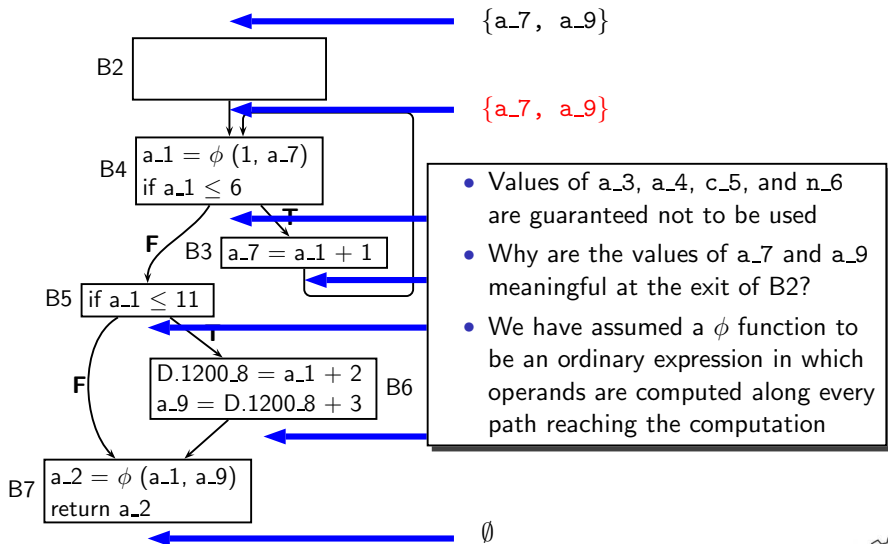 {a_7, a_9}
B2
{a_7, a_9}
B4
a_1 = ϕ (1, a_7)
if a_1 ≤ 6
F
T
B3
a_7 = a_1 + 1
B5
if a_1 ≤ 11
F
T
D.1200_8 = a_1 + 2
a_9 = D.1200_8 + 3
B6
B7
a_2 = ϕ (a_1, a_9)
return a_2
∅
• Values of a_3, a_4, c_5, and n_6
are guaranteed not to be used
• Why are the values of a_7 and a_9
meaningful at the exit of B2?
• We have assumed a ϕ function to
be an ordinary expression in which
operands are computed along every
path reaching the computation